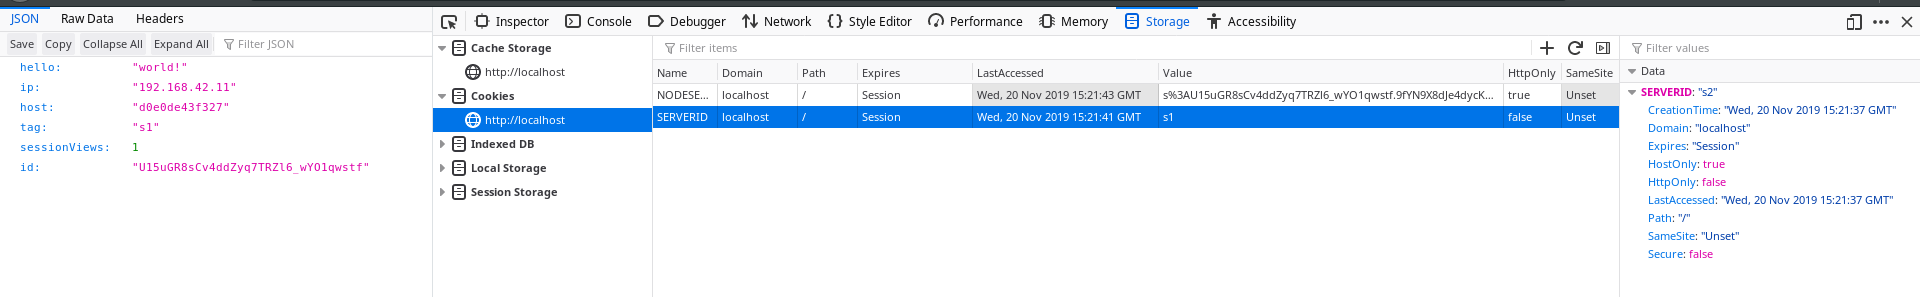 JSON Raw Data Headers
Save Copy Collapse All Expand All Filter JSON
hello: "world!"
ip: "192.168.42.11"
host: "d0e0de43f327"
tag: "s1"
sessionViews: 1
id: "U15uGR8sCv4ddZyq7TRZl6_wYO1qwstf"
Inspector Console Debugger Network Style Editor Performance Memory Storage Accessibility
Cache Storage
http://localhost
Cookies
http://localhost
Indexed DB
Local Storage
Session Storage
Filter items
Name Domain Path Expires LastAccessed Value HttpOnly SameSite
NODESE... localhost / Session Wed, 20 Nov 2019 15:21:43 GMT s%3AU15uGR8sCv4ddZyq7TRZl6_wYO1qwstf.9fYN9X8dJe4dycK... true Unset
SERVERID localhost / Session Wed, 20 Nov 2019 15:21:41 GMT s1 false Unset
Filter values
Data
SERVERID: "s2"
CreationTime: "Wed, 20 Nov 2019 15:21:37 GMT"
Domain: "localhost"
Expires: "Session"
HostOnly: true
HttpOnly: false
LastAccessed: "Wed, 20 Nov 2019 15:21:37 GMT"
Path: "/"
SameSite: "Unset"
Secure: false